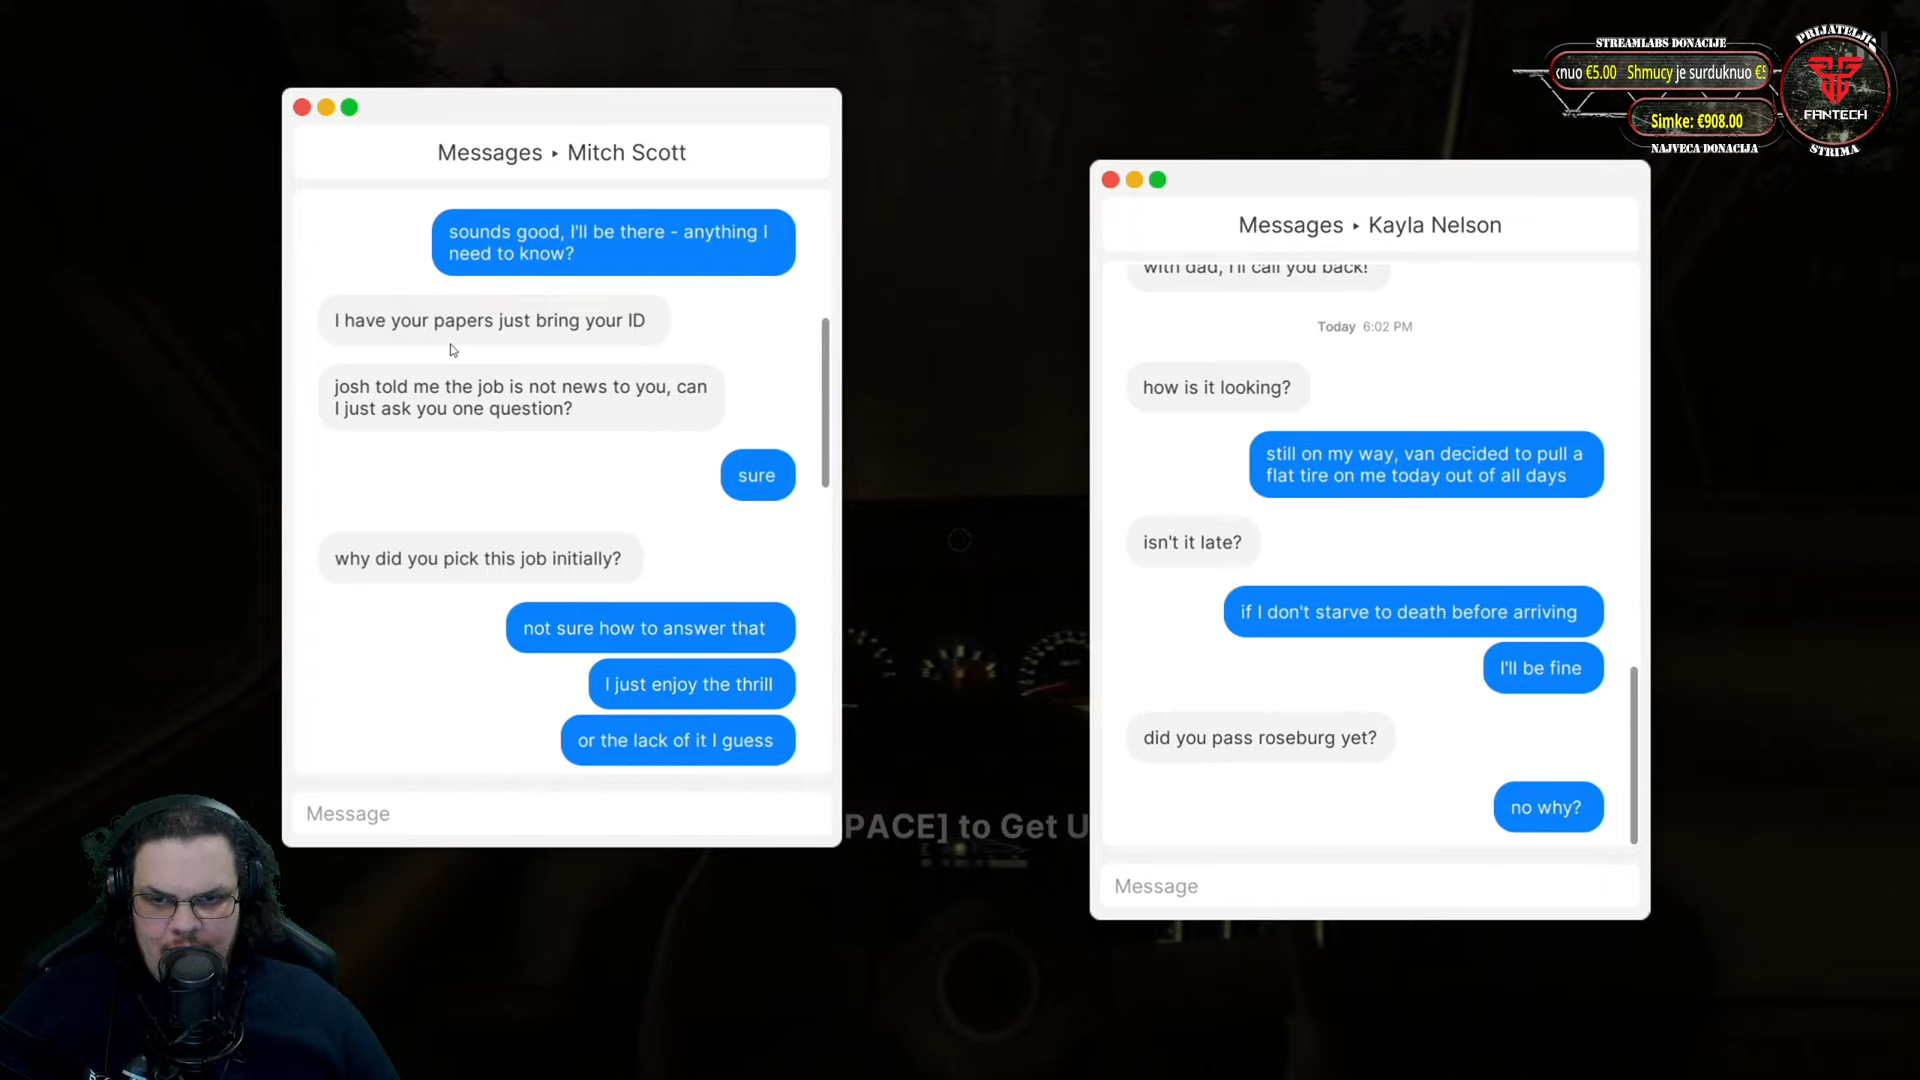 STREAMLABS DONACIJE
nuo €5.00 Shmucy je surduknuo
Simke: €908.00
NAJVECA DONACIJA
PRIJATELJI
FANTECH
STRIMA
Messages ▸ Mitch Scott
sounds good, I'll be there - anything I
need to know?
I have your papers just bring your ID
josh told me the job is not news to you, can
I just ask you one question?
sure
why did you pick this job initially?
not sure how to answer that
I just enjoy the thrill
or the lack of it I guess
Message
Messages ▸ Kayla Nelson
with dad, I'll call you back!
Today 6:02 PM
how is it looking?
still on my way, van decided to pull a
flat tire on me today out of all days
isn't it late?
if I don't starve to death before arriving
I'll be fine
did you pass roseburg yet?
no why?
Message
PACE] to Get U